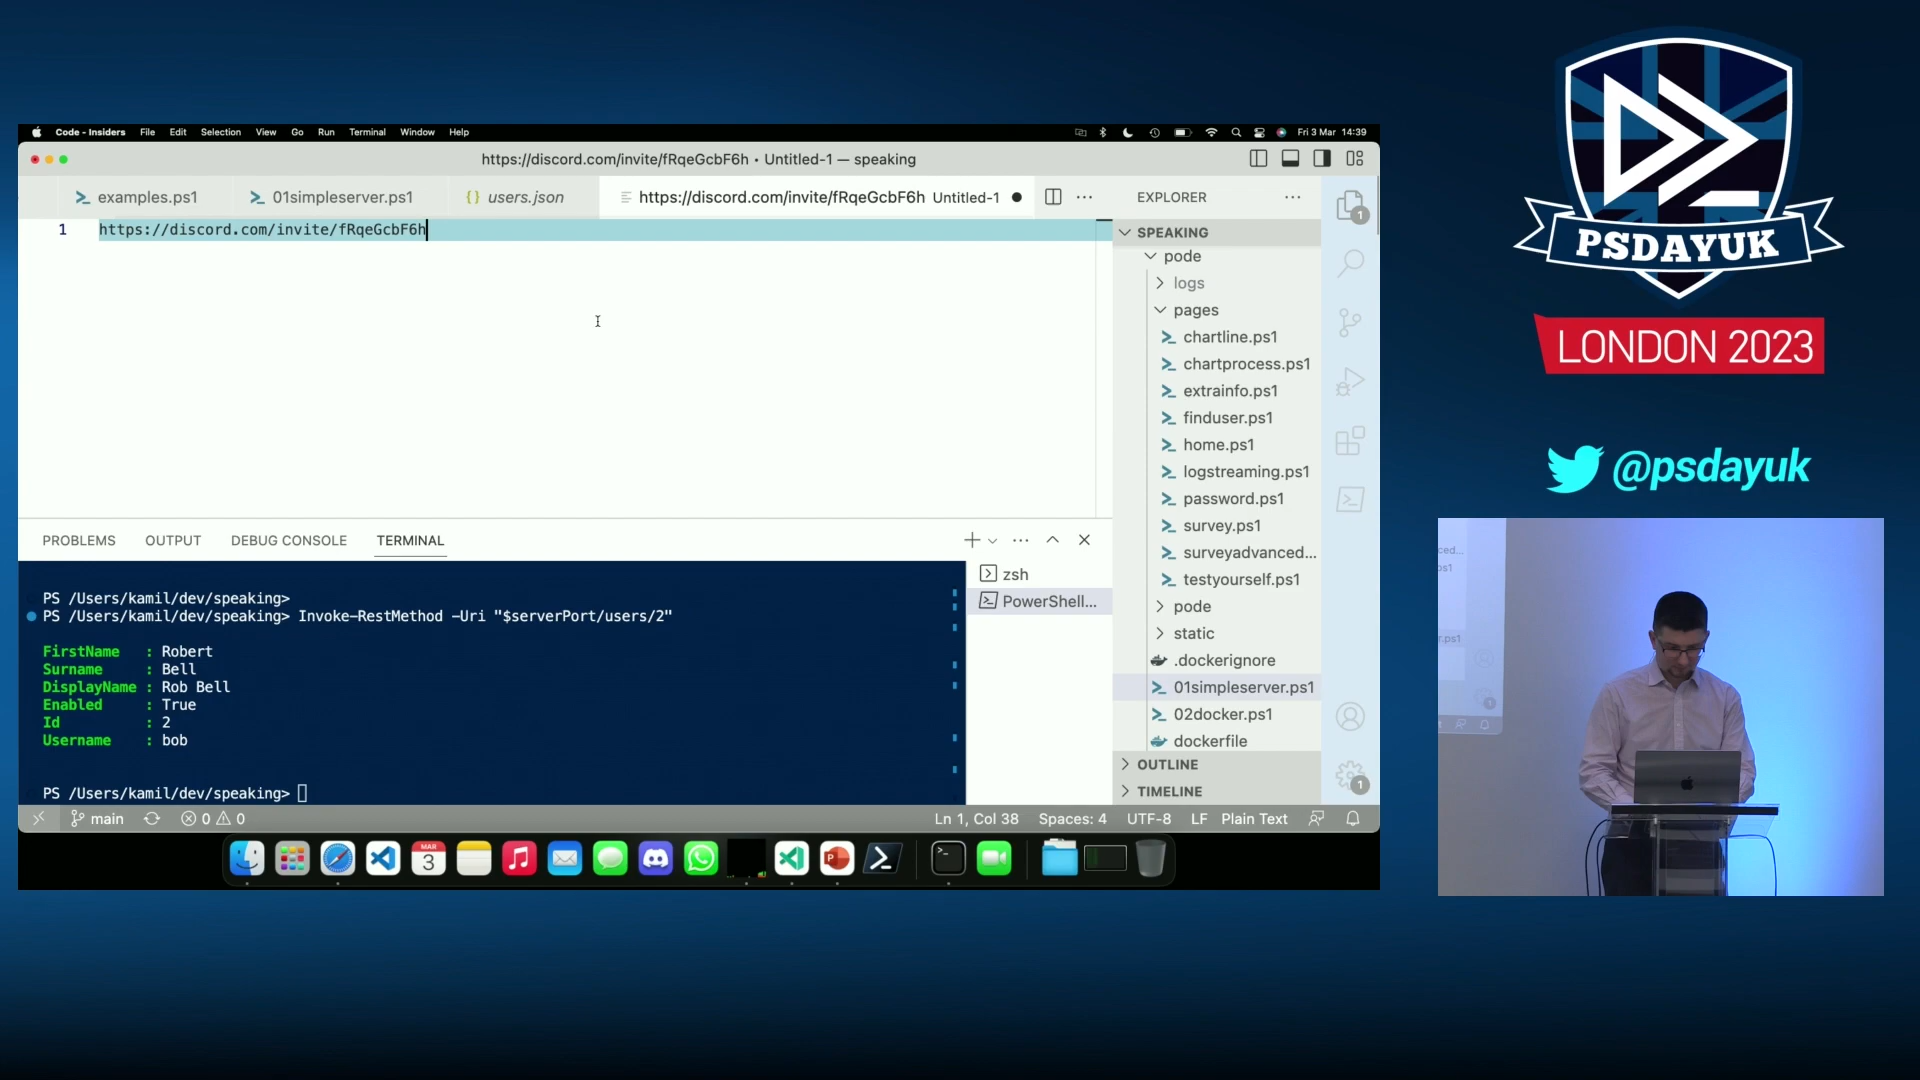 Code - Insiders File Edit Selection View Go Run Terminal Window Help
Fri 3 Mar 14:39
https://discord.com/invite/fRqeGcbF6h • Untitled-1 — speaking
examples.ps1
01simpleserver.ps1
{} users.json
https://discord.com/invite/fRqeGcbF6h Untitled-1
1 https://discord.com/invite/fRqeGcbF6h
EXPLORER
SPEAKING
pode
logs
pages
chartline.ps1
chartprocess.ps1
extrainfo.ps1
finduser.ps1
home.ps1
logstreaming.ps1
password.ps1
survey.ps1
surveyadvanced...
testyourself.ps1
pode
static
.dockerignore
01simpleserver.ps1
02docker.ps1
dockerfile
OUTLINE
TIMELINE
1
1
PROBLEMS OUTPUT DEBUG CONSOLE TERMINAL
zsh
PowerShell...
PS /Users/kamil/dev/speaking>
PS /Users/kamil/dev/speaking> Invoke-RestMethod -Uri "$serverPort/users/2"
FirstName : Robert
Surname : Bell
DisplayName : Rob Bell
Enabled : True
Id : 2
Username : bob
PS /Users/kamil/dev/speaking>
main 0 0 Ln 1, Col 38 Spaces: 4 UTF-8 LF Plain Text
MAR
3
PSDAYUK
LONDON 2023
@psdayuk
ced...
ps1
r.ps1